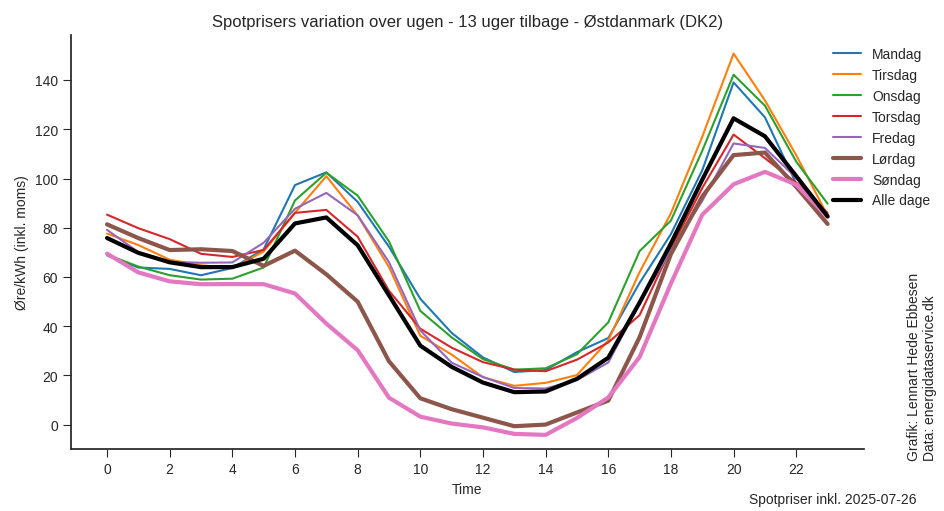 Spotprisers variation over ugen - 13 uger tilbage - Østdanmark (DK2)
Øre/kWh (inkl. moms)
140
120
100
80
60
40
20
0
0 2 4 6 8 10 12 14 16 18 20 22
Time
Mandag
Tirsdag
Onsdag
Torsdag
Fredag
Lørdag
Søndag
Alle dage
Grafik: Lennart Hede Ebbesen
Data: energidataservice.dk
Spotpriser inkl. 2025-07-26